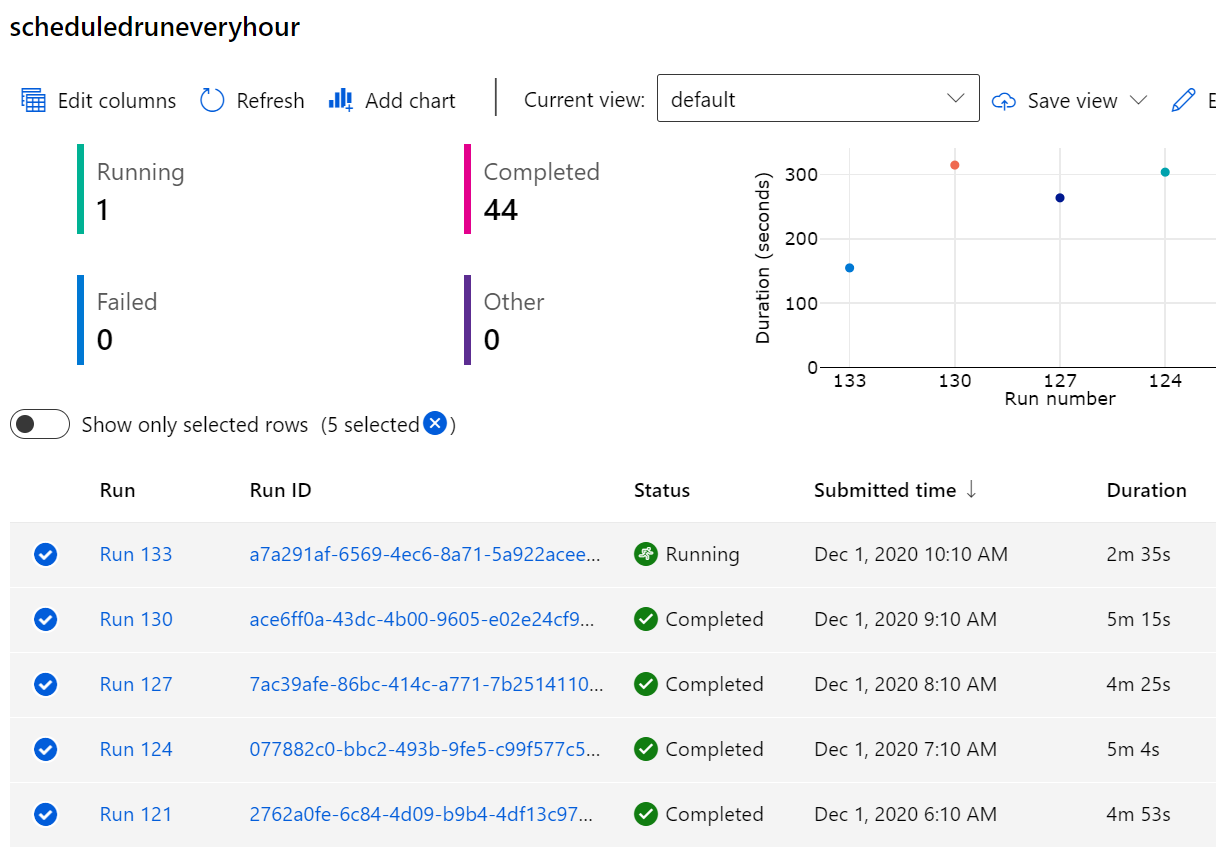 scheduledruneveryhour
Edit columns Refresh Add chart Current view: default Save view E
Running
1
Completed
44
Failed
0
Other
0
Duration (seconds)
300
200
100
0
133 130 127 124
Run number
Show only selected rows (5 selected )
Run Run ID Status Submitted time ↓ Duration
Run 133 a7a291af-6569-4ec6-8a71-5a922acee... Running Dec 1, 2020 10:10 AM 2m 35s
Run 130 ace6ff0a-43dc-4b00-9605-e02e24cf9... Completed Dec 1, 2020 9:10 AM 5m 15s
Run 127 7ac39afe-86bc-414c-a771-7b2514110... Completed Dec 1, 2020 8:10 AM 4m 25s
Run 124 077882c0-bbc2-493b-9fe5-c99f577c5... Completed Dec 1, 2020 7:10 AM 5m 4s
Run 121 2762a0fe-6c84-4d09-b9b4-4df13c97... Completed Dec 1, 2020 6:10 AM 4m 53s